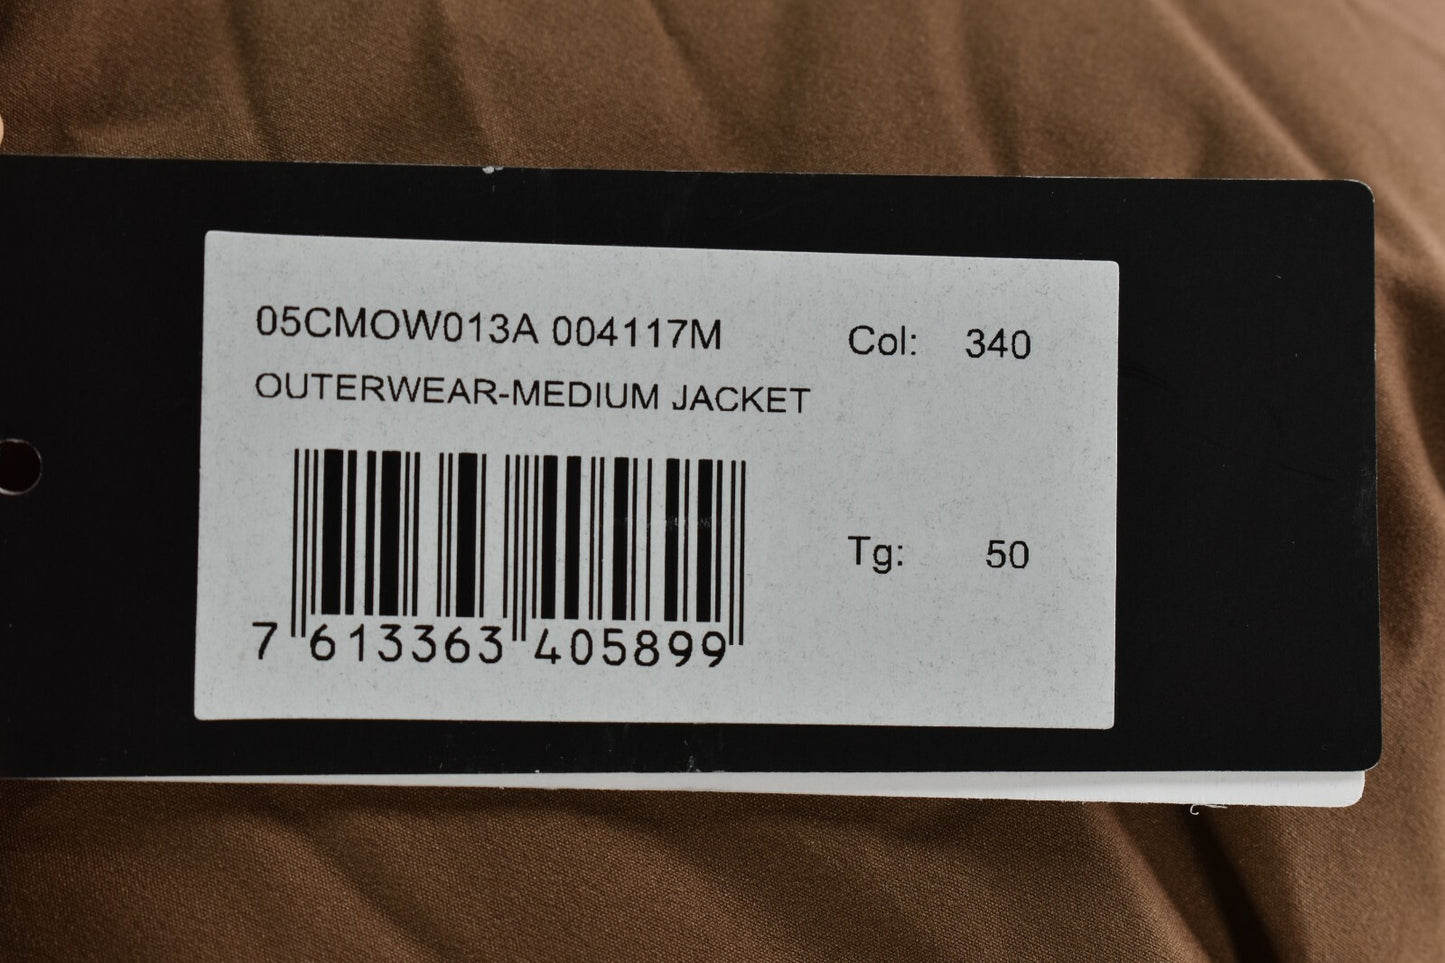 05CMOW013A 004117M Col: 340
OUTERWEAR-MEDIUM JACKET
Tg: 50
7 613363 405899